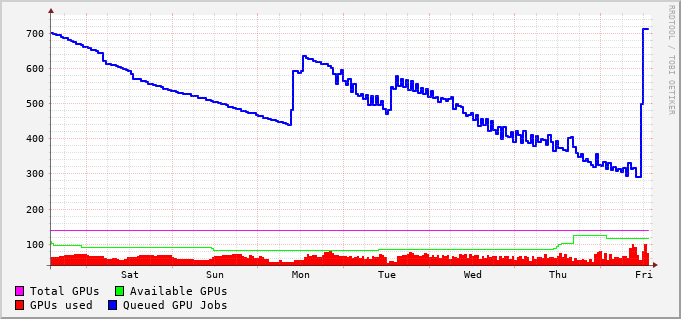 RRDTOOL / TOBI OETIKER
700
600
500
400
300
200
100
Sat Sun Mon Tue Wed Thu Fri
Total GPUs Available GPUs
GPUs used Queued GPU Jobs